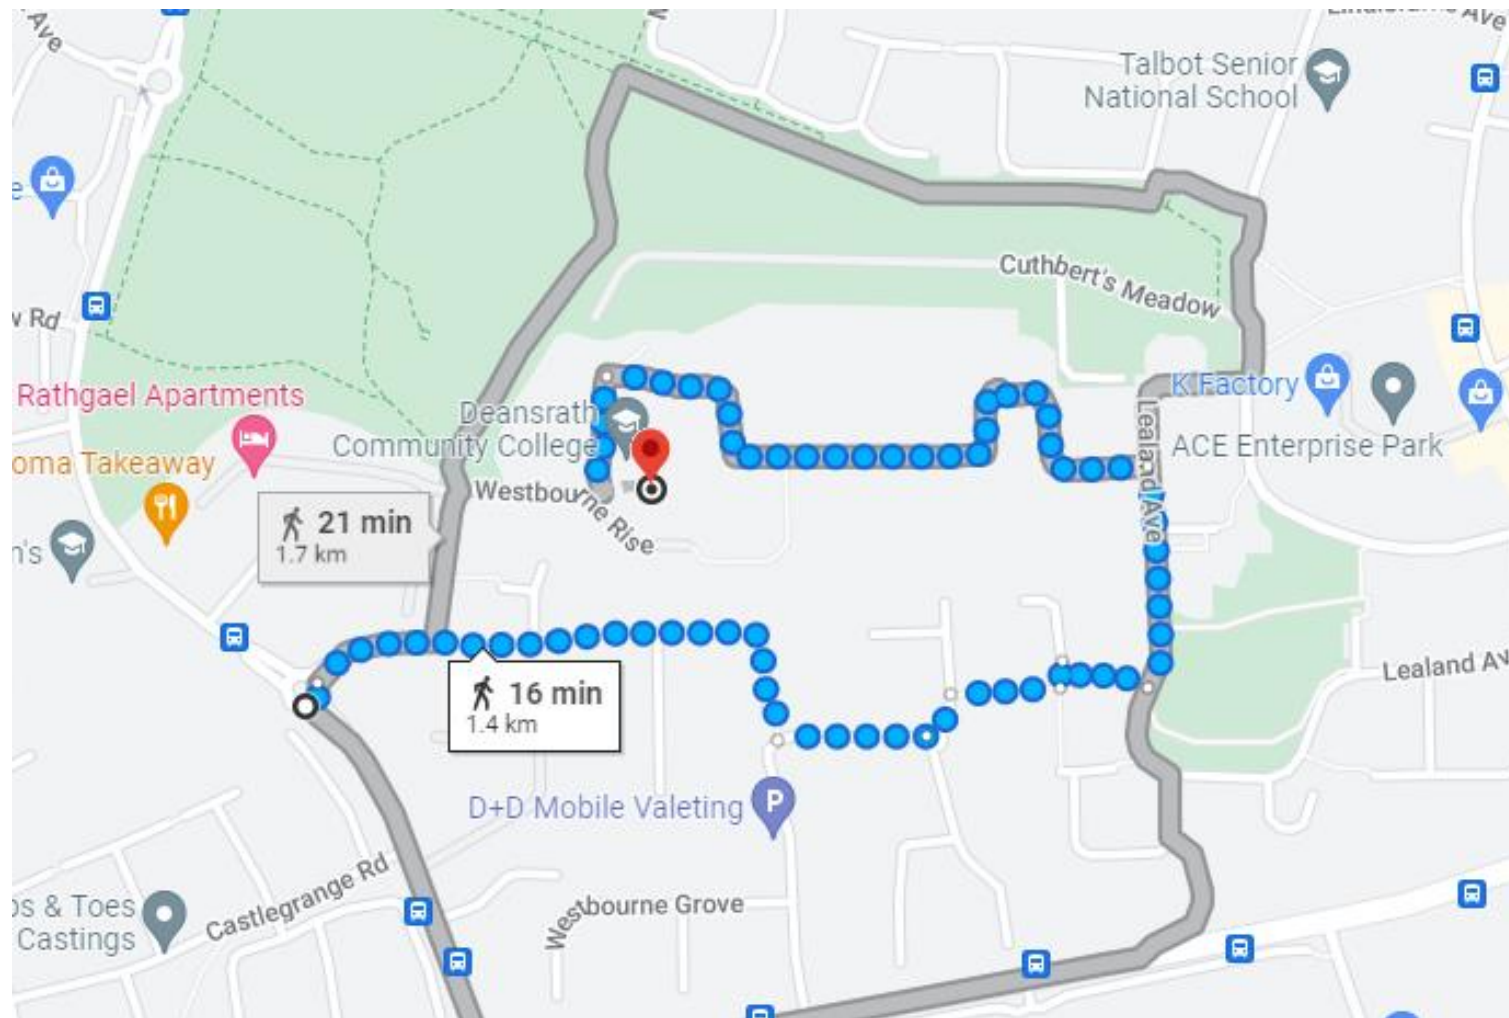 Ave
Talbot Senior
National School
Cuthbert's Meadow
Rathgael Apartments
K Factory
Deansrath
Community College
ACE Enterprise Park
Lealand Ave
Westbourne Rise
21 min
1.7 km
16 min
1.4 km
D+D Mobile Valeting
Castlegrange Rd
Westbourne Grove
Castings
Takeaway
Rd
& Toes
Lealand
P